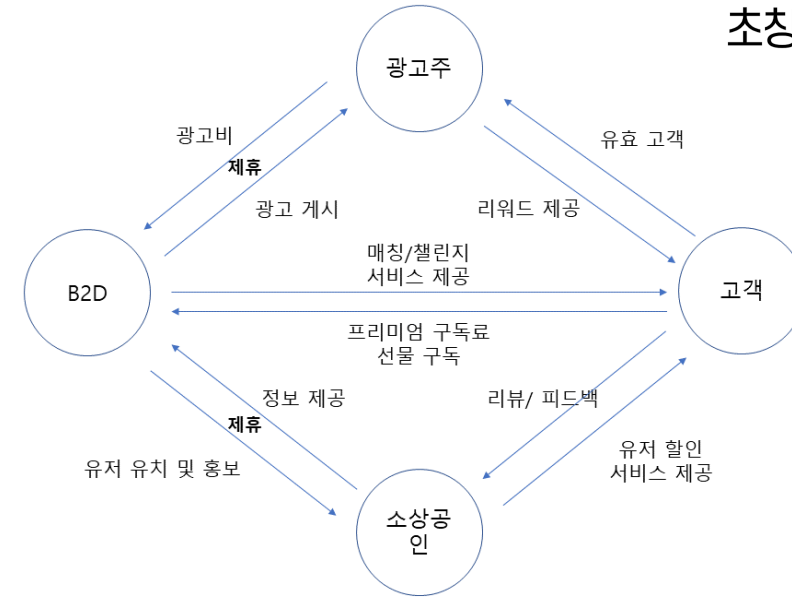 초창
광고주
광고비
제휴
광고 게시
유효 고객
리워드 제공
매칭/챌린지
서비스 제공
B2D
고객
프리미엄 구독료
선물 구독
정보 제공
제휴
유저 유치 및 홍보
리뷰/ 피드백
유저 할인
서비스 제공
소상공
인